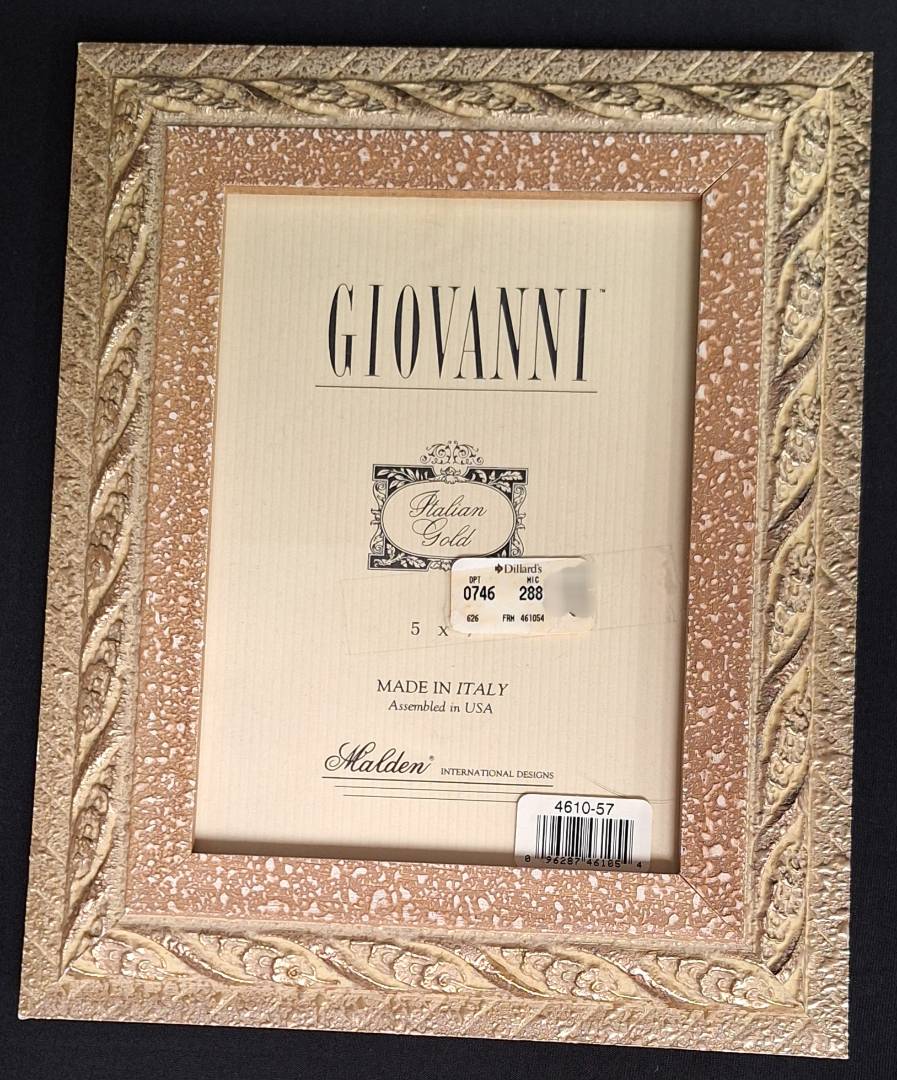 GIOVANNI™
Italian
Gold
Dillard's
DPT MIC
0746 288
626 FRM 461054
5 x
MADE IN ITALY
Assembled in USA
Malden® INTERNATIONAL DESIGNS
4610-57
0 96287 46105 4